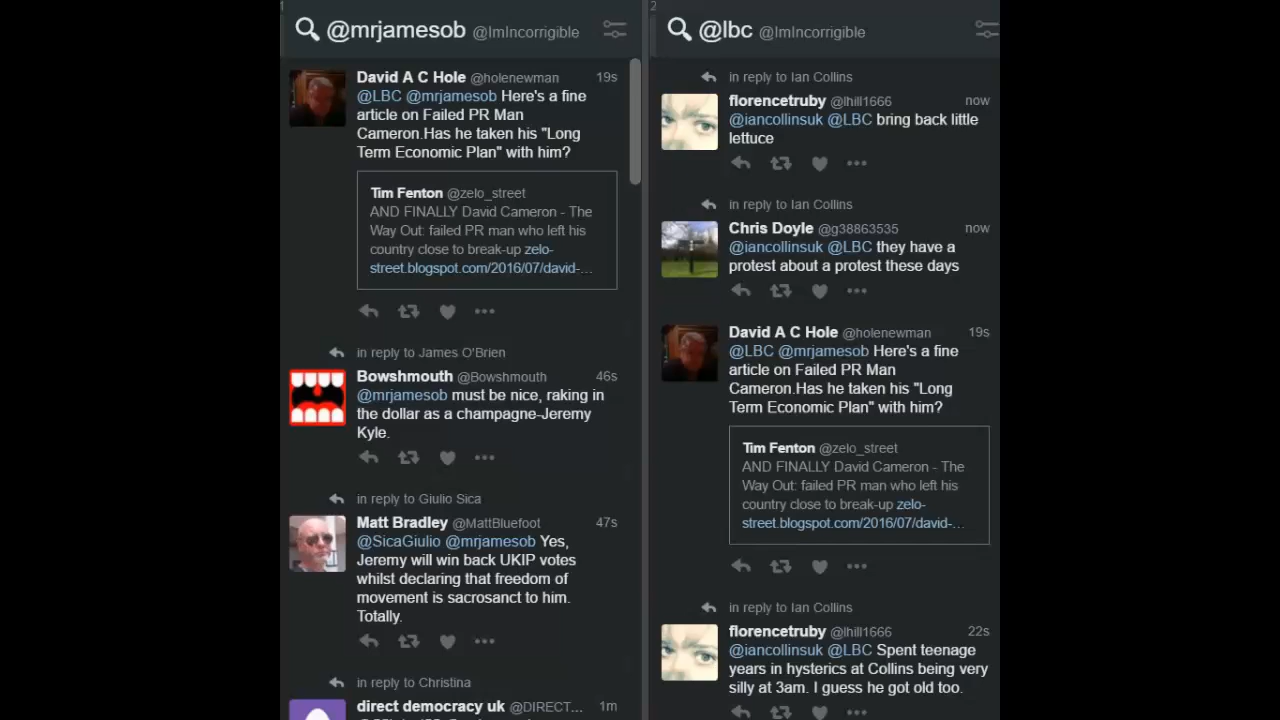 1
@mrjamesob @ImIncorrigible
David A C Hole @holenewman 19s
@LBC @mrjamesob Here's a fine
article on Failed PR Man
Cameron.Has he taken his "Long
Term Economic Plan" with him?
Tim Fenton @zelo_street
AND FINALLY David Cameron - The
Way Out: failed PR man who left his
country close to break-up zelo-
street.blogspot.com/2016/07/david-…
in reply to James O'Brien
Bowshmouth @Bowshmouth 46s
@mrjamesob must be nice, raking in
the dollar as a champagne-Jeremy
Kyle.
in reply to Giulio Sica
Matt Bradley @MattBluefoot 47s
@SicaGiulio @mrjamesob Yes,
Jeremy will win back UKIP votes
whilst declaring that freedom of
movement is sacrosanct to him.
Totally.
in reply to Christina
direct democracy uk @DIRECT... 1m
2
@lbc @ImIncorrigible
in reply to Ian Collins
florencetruby @lhill1666 now
@iancollinsuk @LBC bring back little
lettuce
in reply to Ian Collins
Chris Doyle @g38863535 now
@iancollinsuk @LBC they have a
protest about a protest these days
David A C Hole @holenewman 19s
@LBC @mrjamesob Here's a fine
article on Failed PR Man
Cameron.Has he taken his "Long
Term Economic Plan" with him?
Tim Fenton @zelo_street
AND FINALLY David Cameron - The
Way Out: failed PR man who left his
country close to break-up zelo-
street.blogspot.com/2016/07/david-…
in reply to Ian Collins
florencetruby @lhill1666 22s
@iancollinsuk @LBC Spent teenage
years in hysterics at Collins being very
silly at 3am. I guess he got old too.